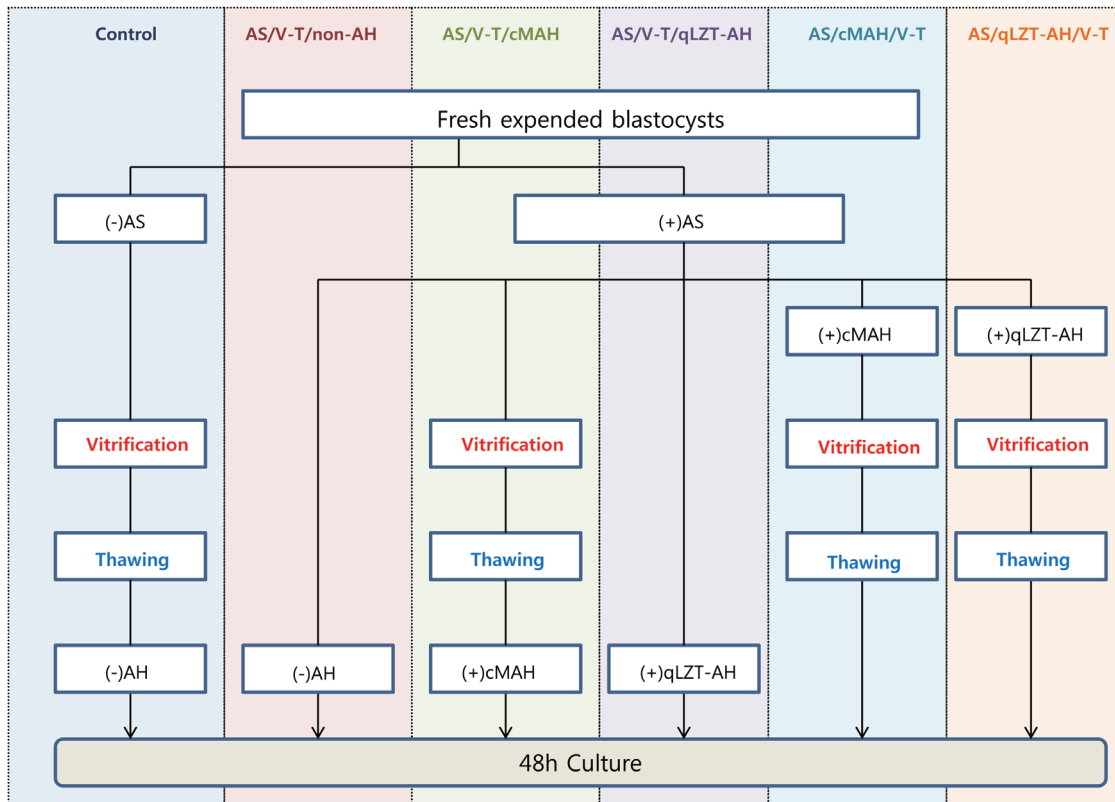 Control
AS/V-T/non-AH
AS/V-T/cMAH
AS/V-T/qLZT-AH
AS/cMAH/V-T
AS/qLZT-AH/V-T
Fresh expended blastocysts
(-)AS
(+)AS
(+)cMAH
(+)qLZT-AH
Vitrification
Vitrification
Vitrification
Vitrification
Thawing
Thawing
Thawing
Thawing
(-)AH
(-)AH
(+)cMAH
(+)qLZT-AH
48h Culture